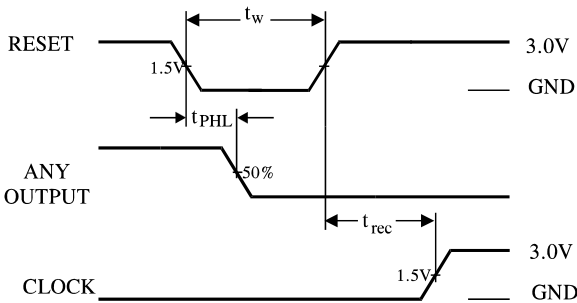 tw
RESET
3.0V
1.5V
GND
tPHL
ANY
OUTPUT
50%
trec
3.0V
1.5V
CLOCK
GND